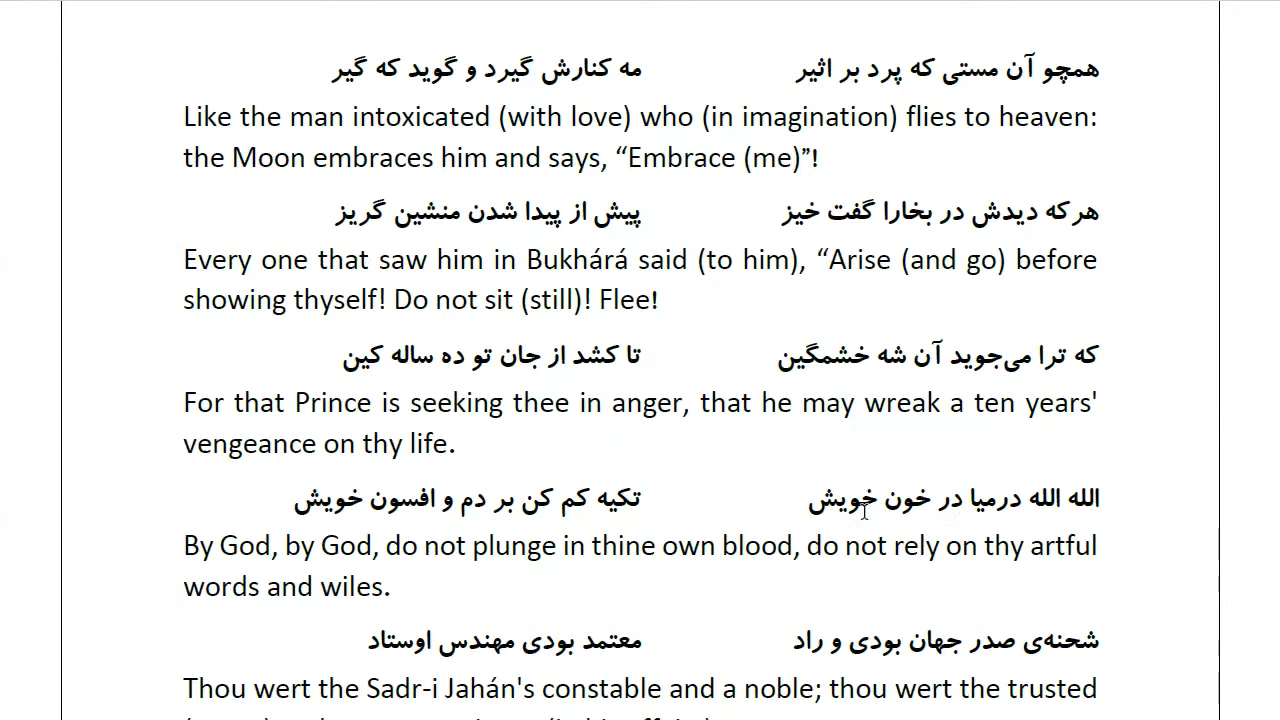 همچو آن مستی که پرد بر اثیر مه کنارش گیرد و گوید که گیر
Like the man intoxicated (with love) who (in imagination) flies to heaven:
the Moon embraces him and says, “Embrace (me)”!
هرکه دیدش در بخارا گفت خیز پیش از پیدا شدن منشین گریز
Every one that saw him in Bukhárá said (to him), “Arise (and go) before
showing thyself! Do not sit (still)! Flee!
که ترا می‌جوید آن شه خشمگین تا کشد از جان تو ده ساله کین
For that Prince is seeking thee in anger, that he may wreak a ten years'
vengeance on thy life.
الله الله درمیا در خون خویش تکیه کم کن بر دم و افسون خویش
By God, by God, do not plunge in thine own blood, do not rely on thy artful
words and wiles.
شحنه‌ی صدر جهان بودی و راد معتمد بودی مهندس اوستاد
Thou wert the Sadr-i Jahán's constable and a noble; thou wert the trusted